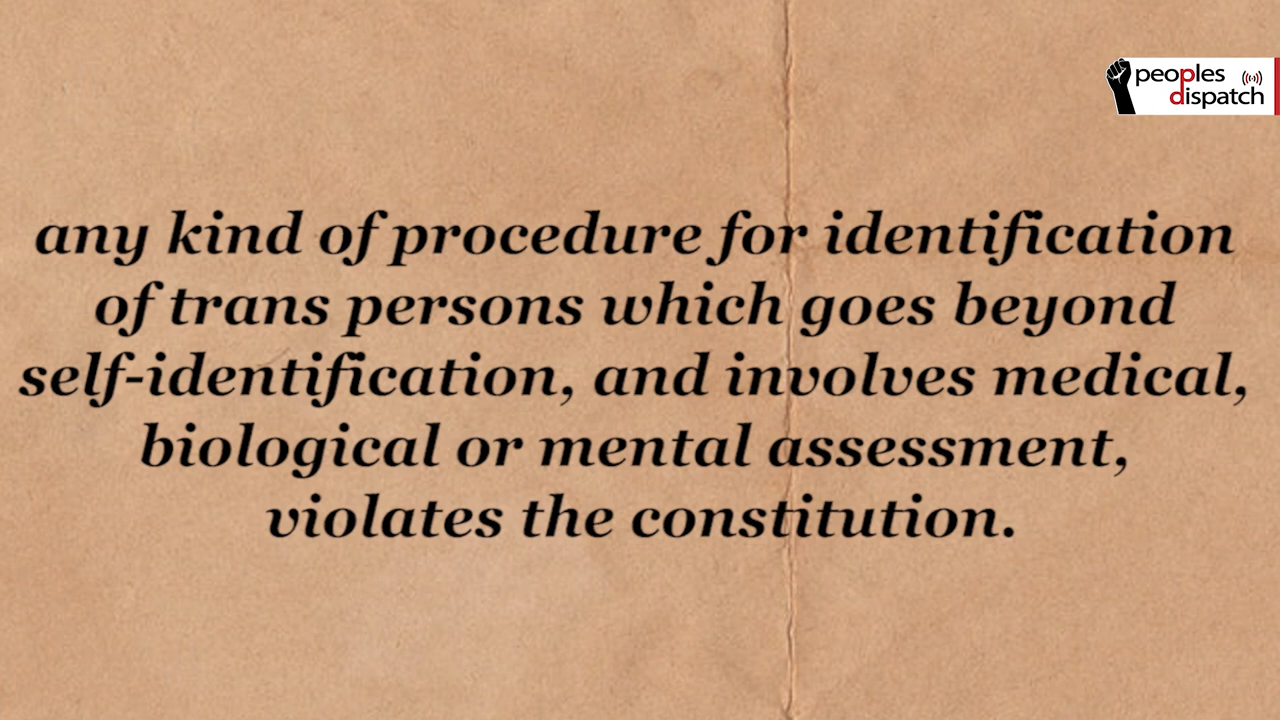 peoples
dispatch
any kind of procedure for identification
of trans persons which goes beyond
self-identification, and involves medical,
biological or mental assessment,
violates the constitution.